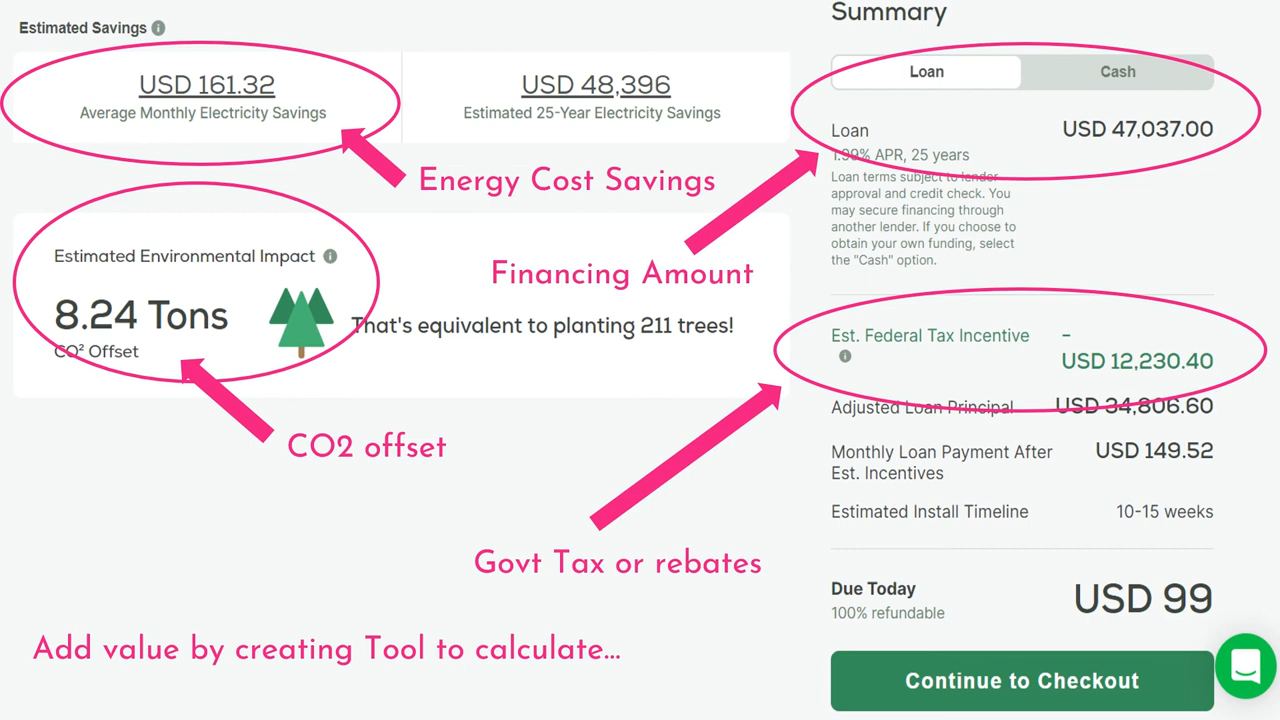 Estimated Savings
USD 161.32
Average Monthly Electricity Savings
USD 48,396
Estimated 25-Year Electricity Savings
Energy Cost Savings
Estimated Environmental Impact
8.24 Tons
CO² Offset
That's equivalent to planting 211 trees!
CO2 offset
Financing Amount
Govt Tax or rebates
Add value by creating Tool to calculate...
Summary
Loan
Cash
Loan
USD 47,037.00
1.99% APR, 25 years
Loan terms subject to lender
approval and credit check. You
may secure financing through
another lender. If you choose to
obtain your own funding, select
the "Cash" option.
Est. Federal Tax Incentive
–
USD 12,230.40
Adjusted Loan Principal
USD 34,806.60
Monthly Loan Payment After
Est. Incentives
USD 149.52
Estimated Install Timeline
10-15 weeks
Due Today
100% refundable
USD 99
Continue to Checkout